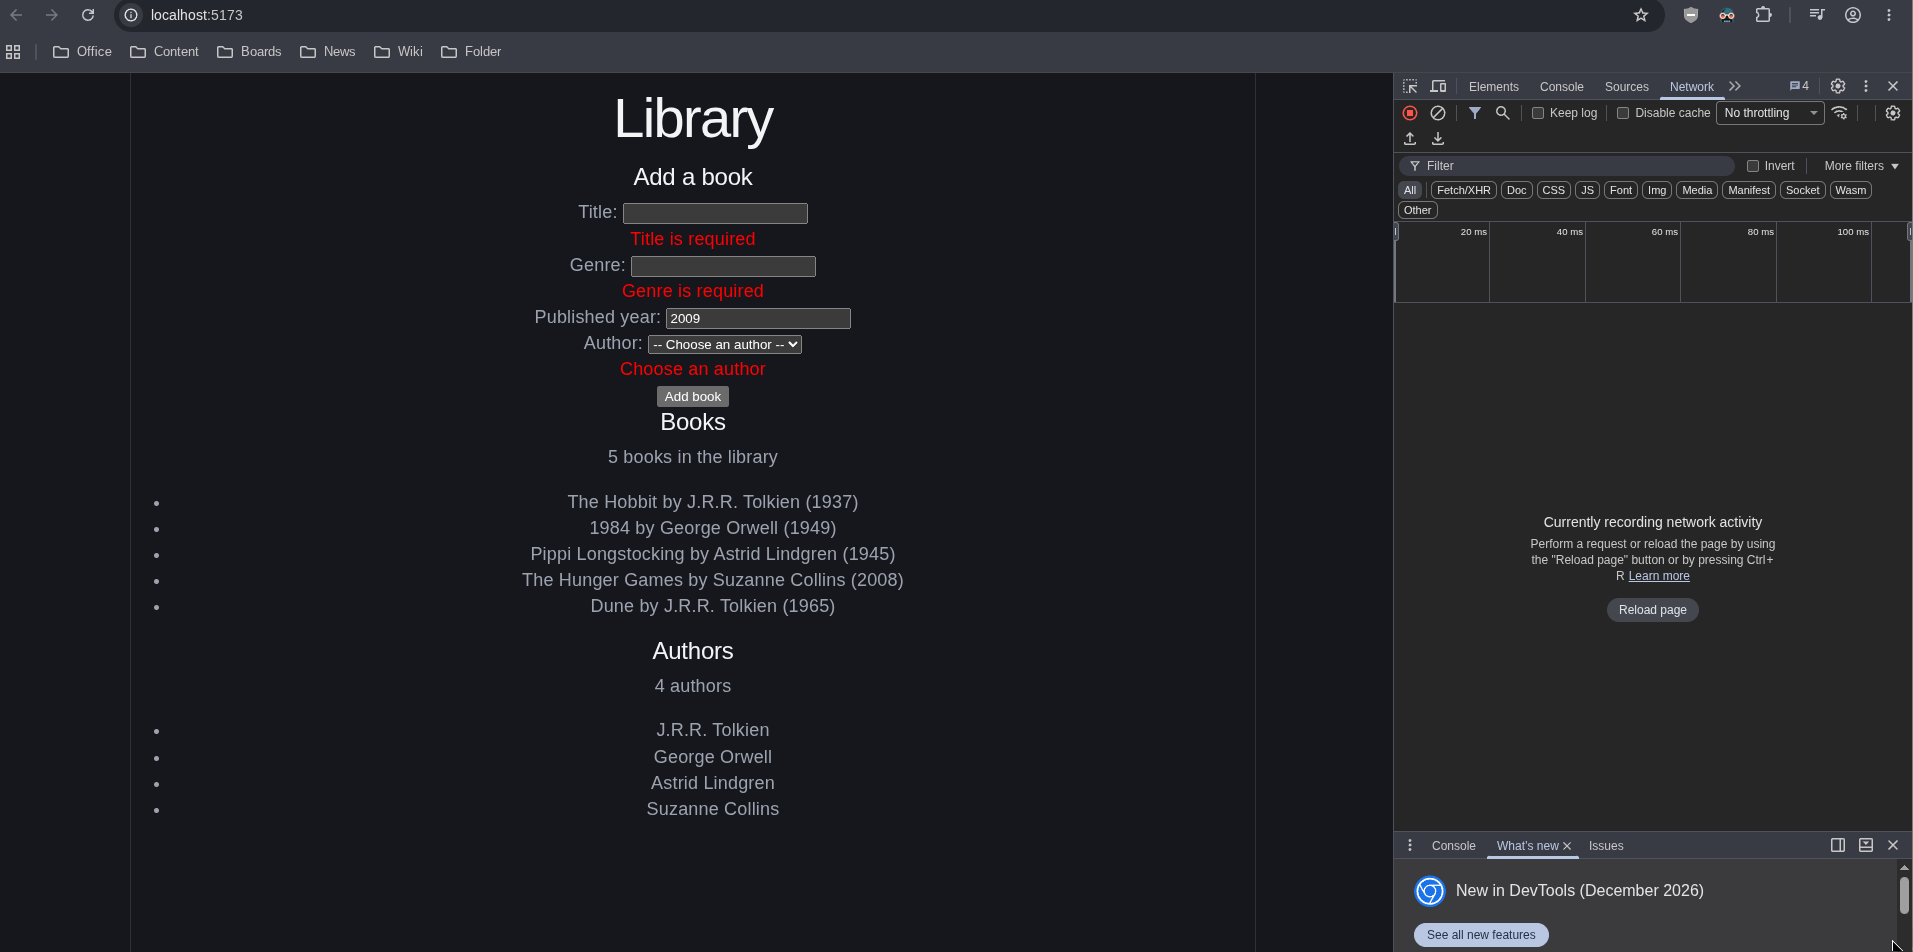 localhost:5173
Office Content Boards News Wiki Folder
Library
Add a book
Title:
Title is required
Genre:
Genre is required
Published year: 2009
Author: -- Choose an author --
Choose an author
Add book
Books
5 books in the library
The Hobbit by J.R.R. Tolkien (1937)
1984 by George Orwell (1949)
Pippi Longstocking by Astrid Lindgren (1945)
The Hunger Games by Suzanne Collins (2008)
Dune by J.R.R. Tolkien (1965)
Authors
4 authors
J.R.R. Tolkien
George Orwell
Astrid Lindgren
Suzanne Collins
Elements Console Sources Network 4
Keep log Disable cache No throttling
Filter Invert More filters
All Fetch/XHR Doc CSS JS Font Img Media Manifest Socket Wasm
Other
20 ms 40 ms 60 ms 80 ms 100 ms
Currently recording network activity
Perform a request or reload the page by using
the "Reload page" button or by pressing Ctrl+
R Learn more
Reload page
Console What's new Issues
New in DevTools (December 2026)
See all new features